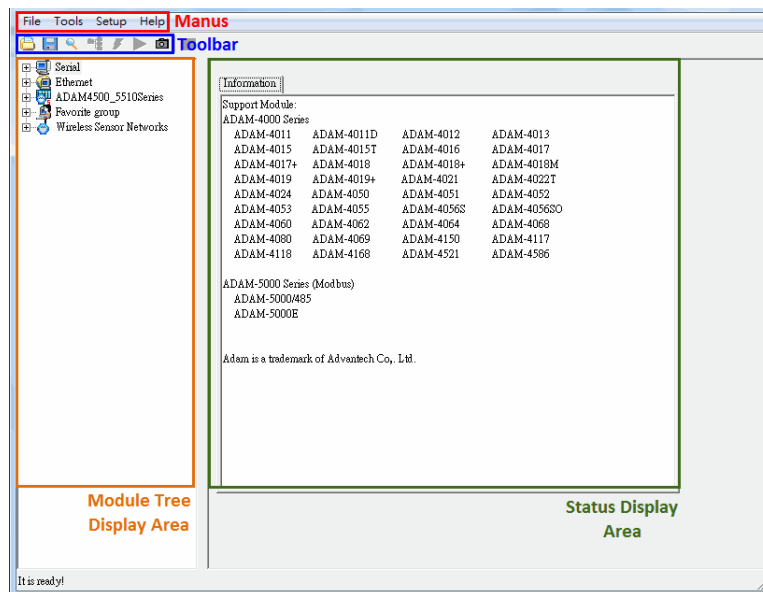 File Tools Setup Help Manus
Toolbar
Serial
Ethernet
ADAM4500_5510Series
Favorite group
Wireless Sensor Networks
Information
Support Module:
ADAM-4000 Series
ADAM-4011 ADAM-4011D ADAM-4012 ADAM-4013
ADAM-4015 ADAM-4015T ADAM-4016 ADAM-4017
ADAM-4017+ ADAM-4018 ADAM-4018+ ADAM-4018M
ADAM-4019 ADAM-4019+ ADAM-4021 ADAM-4022T
ADAM-4024 ADAM-4050 ADAM-4051 ADAM-4052
ADAM-4053 ADAM-4055 ADAM-4056S ADAM-4056SO
ADAM-4060 ADAM-4062 ADAM-4064 ADAM-4068
ADAM-4080 ADAM-4069 ADAM-4150 ADAM-4117
ADAM-4118 ADAM-4168 ADAM-4521 ADAM-4586
ADAM-5000 Series (Modbus)
ADAM-5000/485
ADAM-5000E
Adam is a trademark of Advantech Co,. Ltd.
Module Tree
Display Area
Status Display
Area
It is ready!